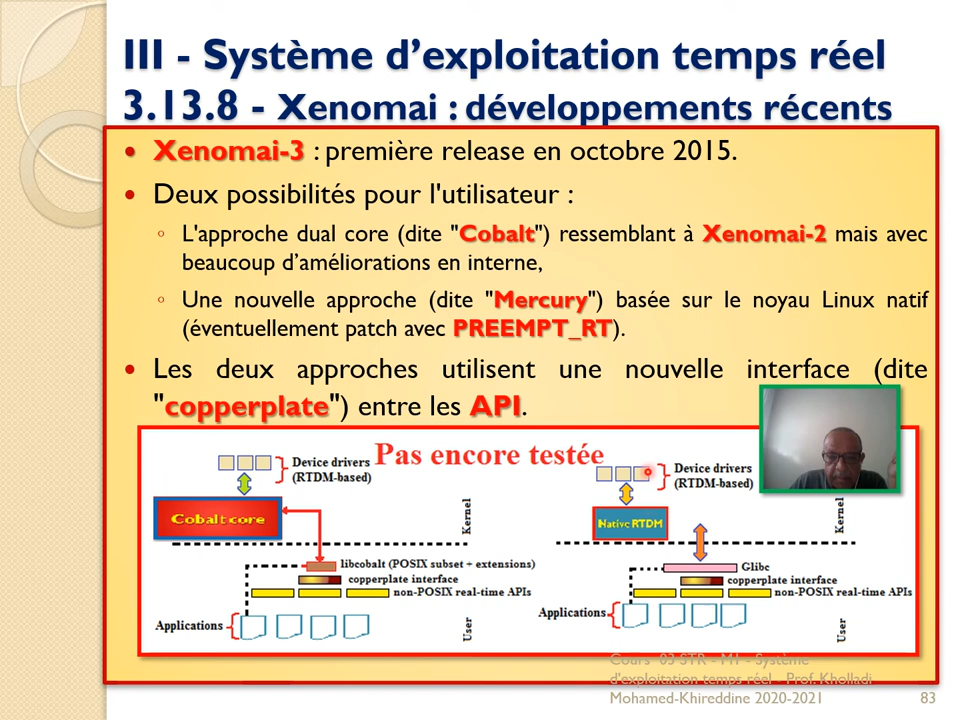 III - Système d’exploitation temps réel
3.13.8 - Xenomai : développements récents
• Xenomai-3 : première release en octobre 2015.
• Deux possibilités pour l'utilisateur :
◦ L'approche dual core (dite "Cobalt") ressemblant à Xenomai-2 mais avec
beaucoup d’améliorations en interne,
◦ Une nouvelle approche (dite "Mercury") basée sur le noyau Linux natif
(éventuellement patch avec PREEMPT_RT).
• Les deux approches utilisent une nouvelle interface (dite
"copperplate") entre les API.
Pas encore testée
Device drivers
(RTDM-based)
Cobalt core
Kernel
libcobalt (POSIX subset + extensions)
copperplate interface
non-POSIX real-time APIs
Applications
User
Device drivers
(RTDM-based)
Native RTDM
Kernel
Glibc
copperplate interface
non-POSIX real-time APIs
Applications
User
Cours 03 STR - M1 - Système
d'exploitation temps réel - Prof. Kholladi
Mohamed-Khireddine 2020-2021
83